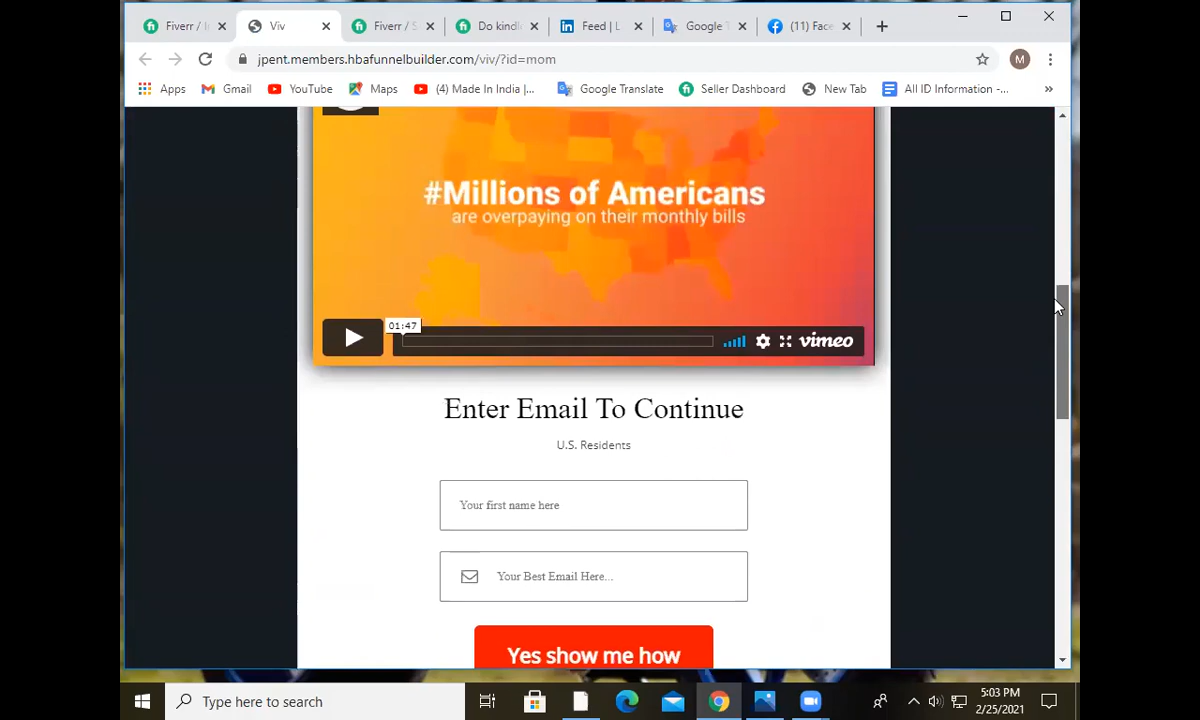 Fiverr / I
Viv
Fiverr / S
Do kindl
Feed | L
Google T
(11) Face
jpent.members.hbafunnelbuilder.com/viv/?id=mom
M
Apps
Gmail
YouTube
Maps
(4) Made In India |...
Google Translate
Seller Dashboard
New Tab
All ID Information -...
»
#Millions of Americans
are overpaying on their monthly bills
01:47
vimeo
Enter Email To Continue
U.S. Residents
Your first name here
Your Best Email Here...
Yes show me how
Type here to search
5:03 PM
2/25/2021